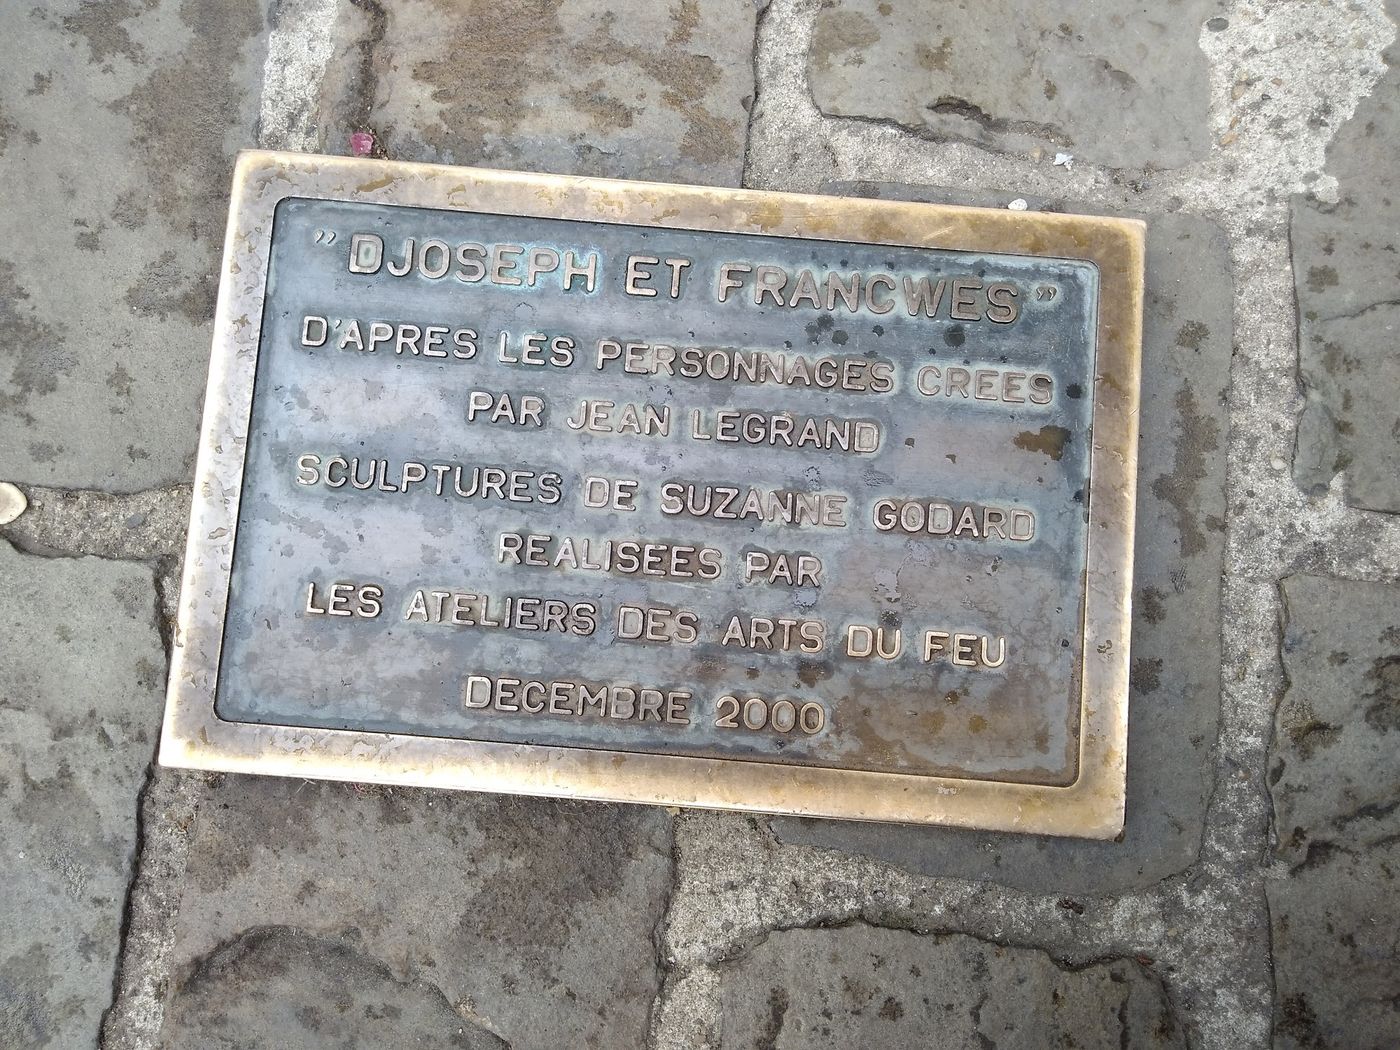 "DJOSEPH ET FRANCWES"
D'APRES LES PERSONNAGES CREES
PAR JEAN LEGRAND
SCULPTURES DE SUZANNE GODARD
REALISEES PAR
LES ATELIERS DES ARTS DU FEU
DECEMBRE 2000